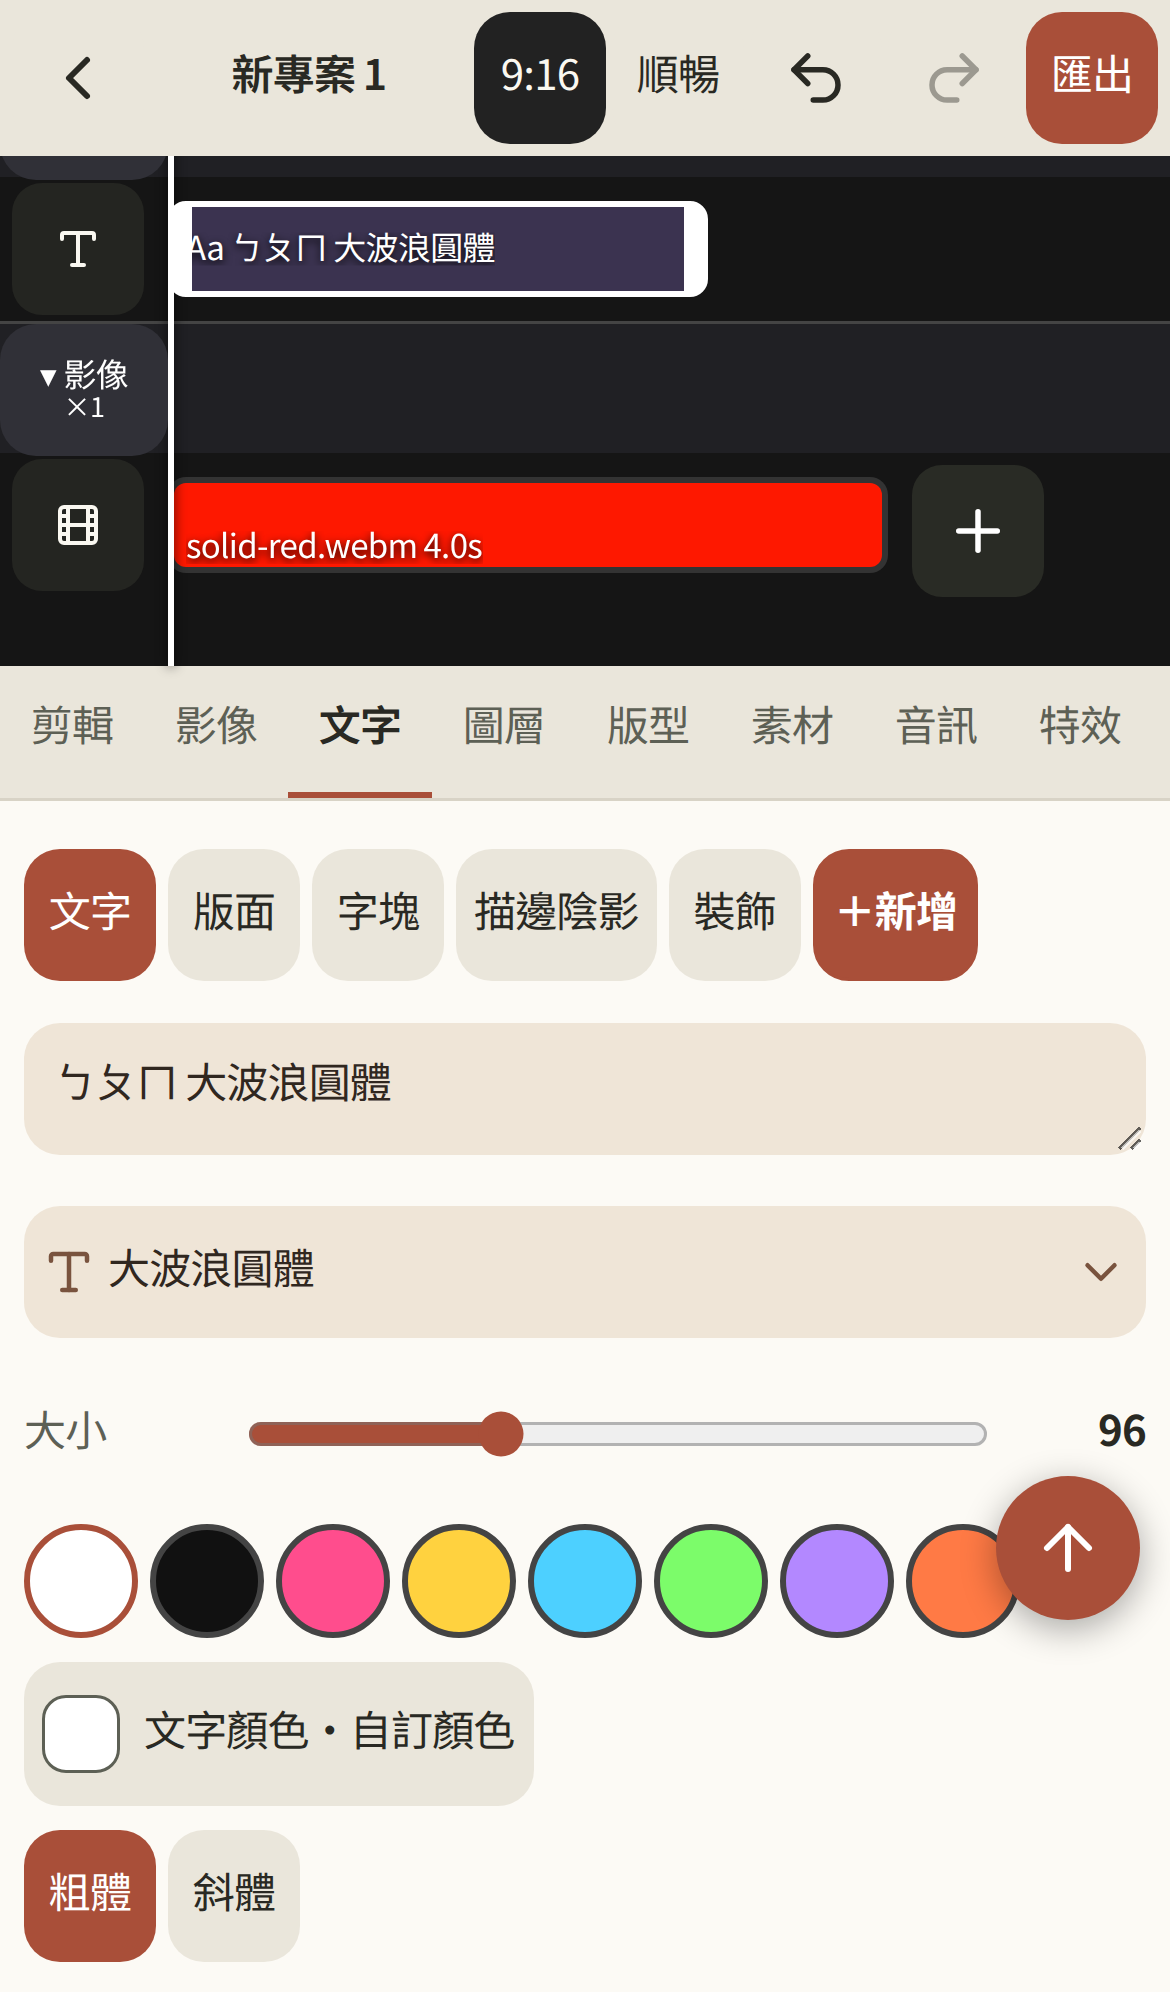 新專案 1
9:16
順暢
匯出
Aa ㄅㄆㄇ 大波浪圓體
▾ 影像
×1
solid-red.webm 4.0s
剪輯 影像 文字 圖層 版型 素材 音訊 特效
文字 版面 字塊 描邊陰影 裝飾 ＋新增
ㄅㄆㄇ 大波浪圓體
大波浪圓體
大小 96
文字顏色・自訂顏色
粗體 斜體